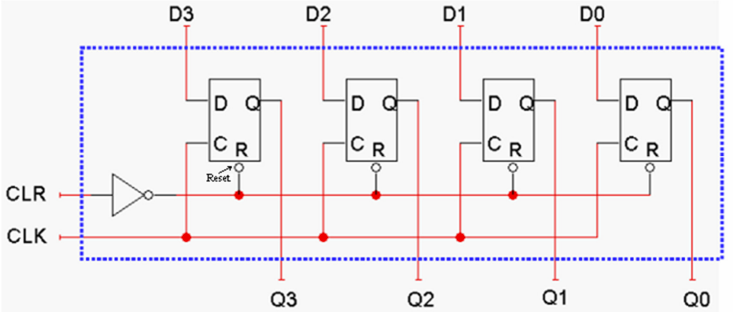 D3 D2 D1 D0
D Q D Q D Q D Q
C R C R C R C R
Reset
CLR
CLK
Q3 Q2 Q1 Q0